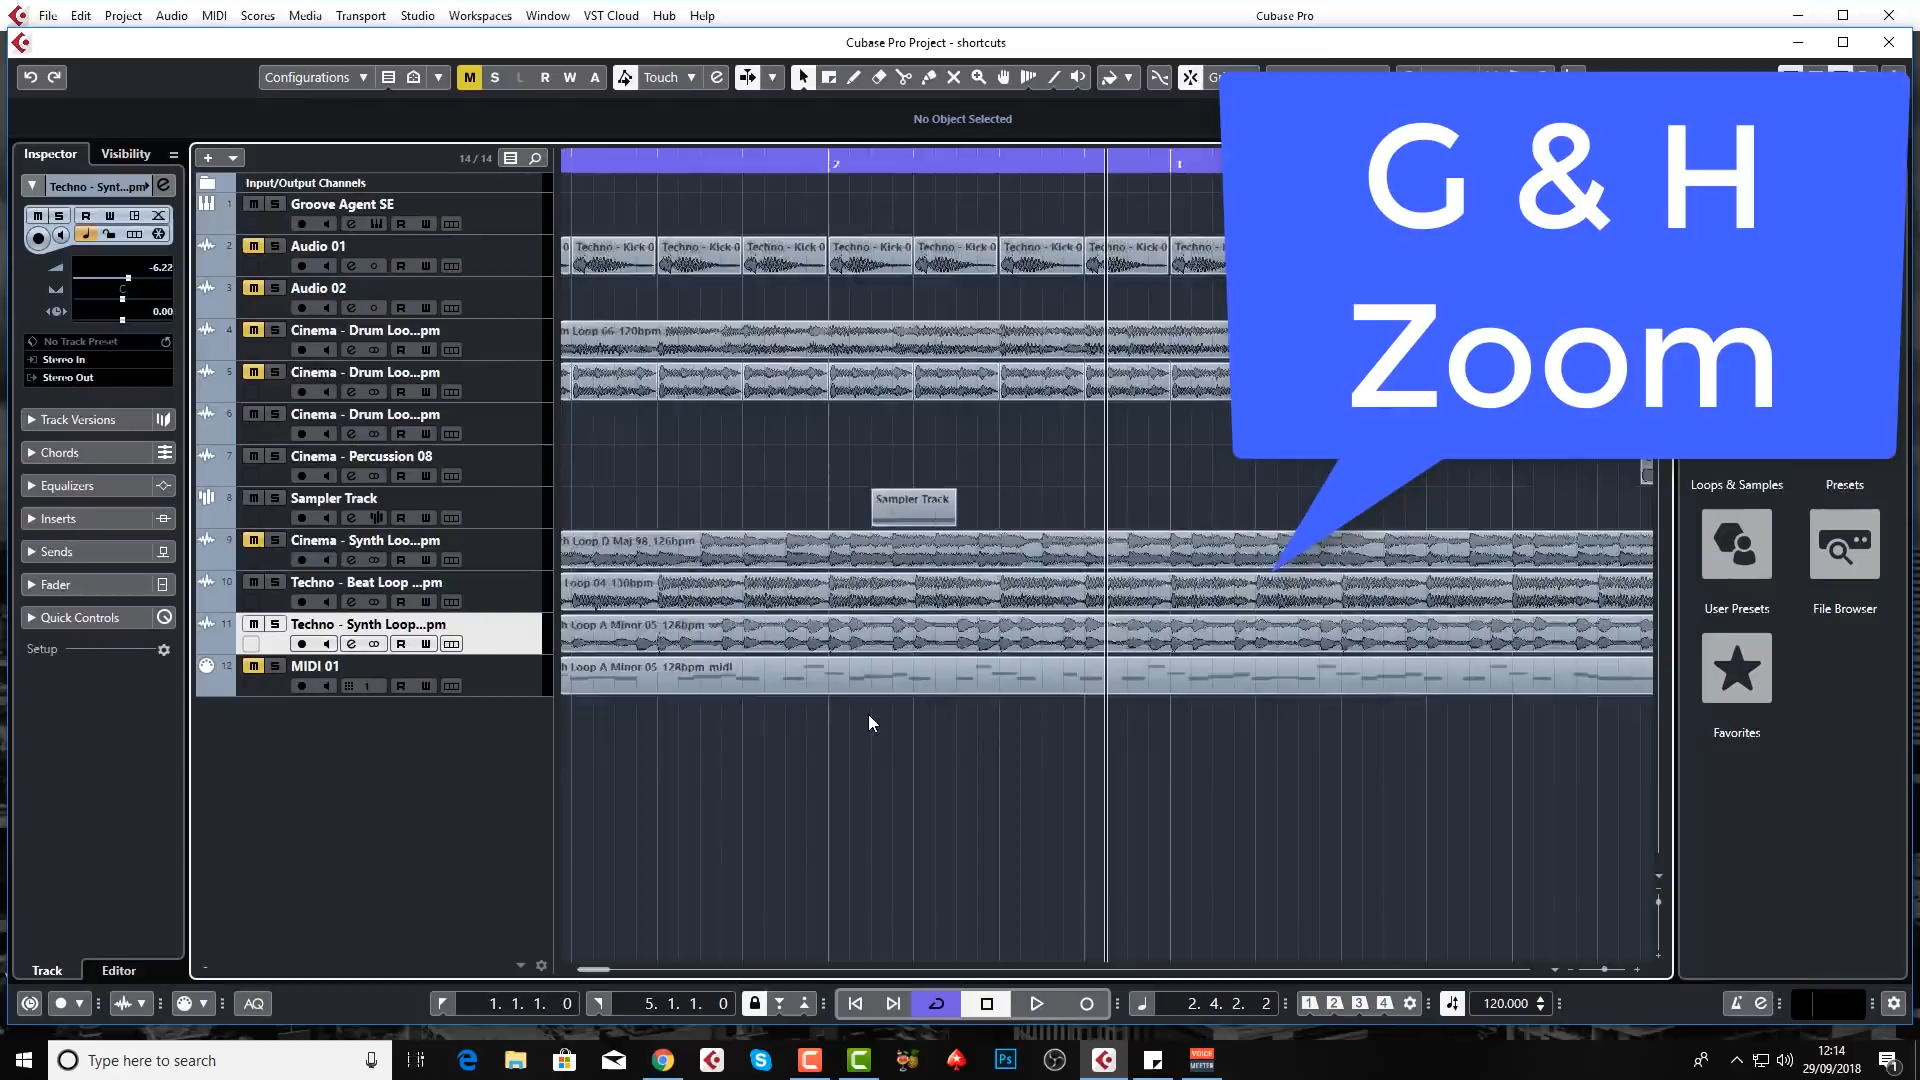 File Edit Project Audio MIDI Scores Media Transport Studio Workspaces Window VST Cloud Hub Help
Cubase Pro
Cubase Pro Project - shortcuts
Configurations M S L R W A Touch
No Object Selected
G & H
Zoom
Inspector Visibility
14 / 14
2
Techno - Synt...pm
Input/Output Channels
1 M S Groove Agent SE
M S R W
R W
2 M S Audio 01
Techno - Kick 0 Techno - Kick 0 Techno - Kick 0 Techno - Kick 0 Techno - Kick 0 Techno - Kick 0 Techno - Kick 0
R W
-6.22
C
3 M S Audio 02
R W
0.00
4 M S Cinema - Drum Loo...pm
Loop 66 120bpm
No Track Preset
R W
Stereo In
5 M S Cinema - Drum Loo...pm
Stereo Out
R W
6 M S Cinema - Drum Loo...pm
Track Versions
R W
7 M S Cinema - Percussion 08
Chords
R W
Equalizers
Loops & Samples Presets
8 M S Sampler Track
Sampler Track
Inserts
R W
9 M S Cinema - Synth Loo...pm
h Loop D Maj 98_126bpm
Sends
R W
10 M S Techno - Beat Loop ...pm
Loop 04 130bpm
Fader
R W
User Presets File Browser
Quick Controls
11 M S Techno - Synth Loop...pm
h Loop A Minor 05 128bpm
R W
Setup
12 M S MIDI 01
h Loop A Minor 05 128bpm midi
1 R W
Favorites
Track Editor
AQ
1. 1. 1. 0
5. 1. 1. 0
2. 4. 2. 2
1 2 3 4
120.000
Type here to search
Ps
VOICE
MEETER
12:14
29/09/2018
1